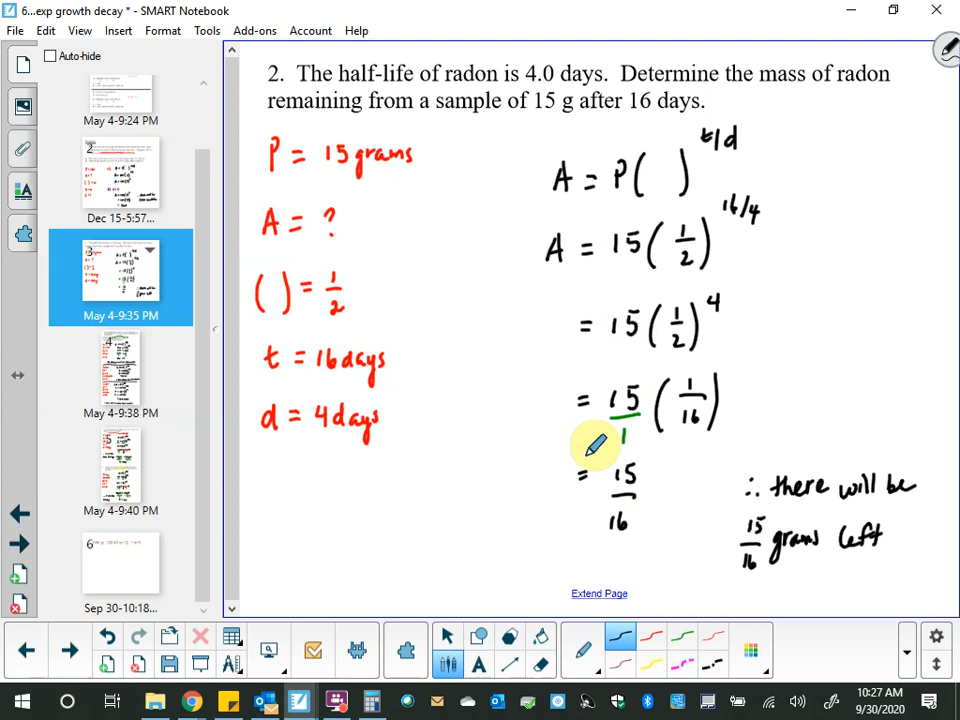 6...exp growth decay * - SMART Notebook
File Edit View Insert Format Tools Add-ons Account Help
Auto-hide
May 4-9:24 PM
2
Dec 15-5:57...
3
May 4-9:35 PM
4
May 4-9:38 PM
5
May 4-9:40 PM
6
Sep 30-10:18...
2. The half-life of radon is 4.0 days. Determine the mass of radon
remaining from a sample of 15 g after 16 days.
P = 15 grams
A = ?
( ) = 1/2
t = 16 days
d = 4 days
A = P( )^t/d
A = 15 (1/2)^16/4
= 15 (1/2)^4
= 15/1 (1/16)
= 15/16
∴ there will be
15/16 grams left
Extend Page
10:27 AM
9/30/2020